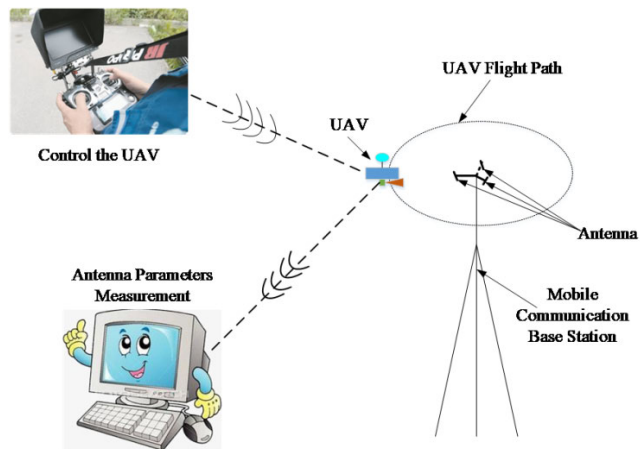 UAV Flight Path
UAV
Control the UAV
Antenna
Antenna Parameters
Measurement
Mobile
Communication
Base Station